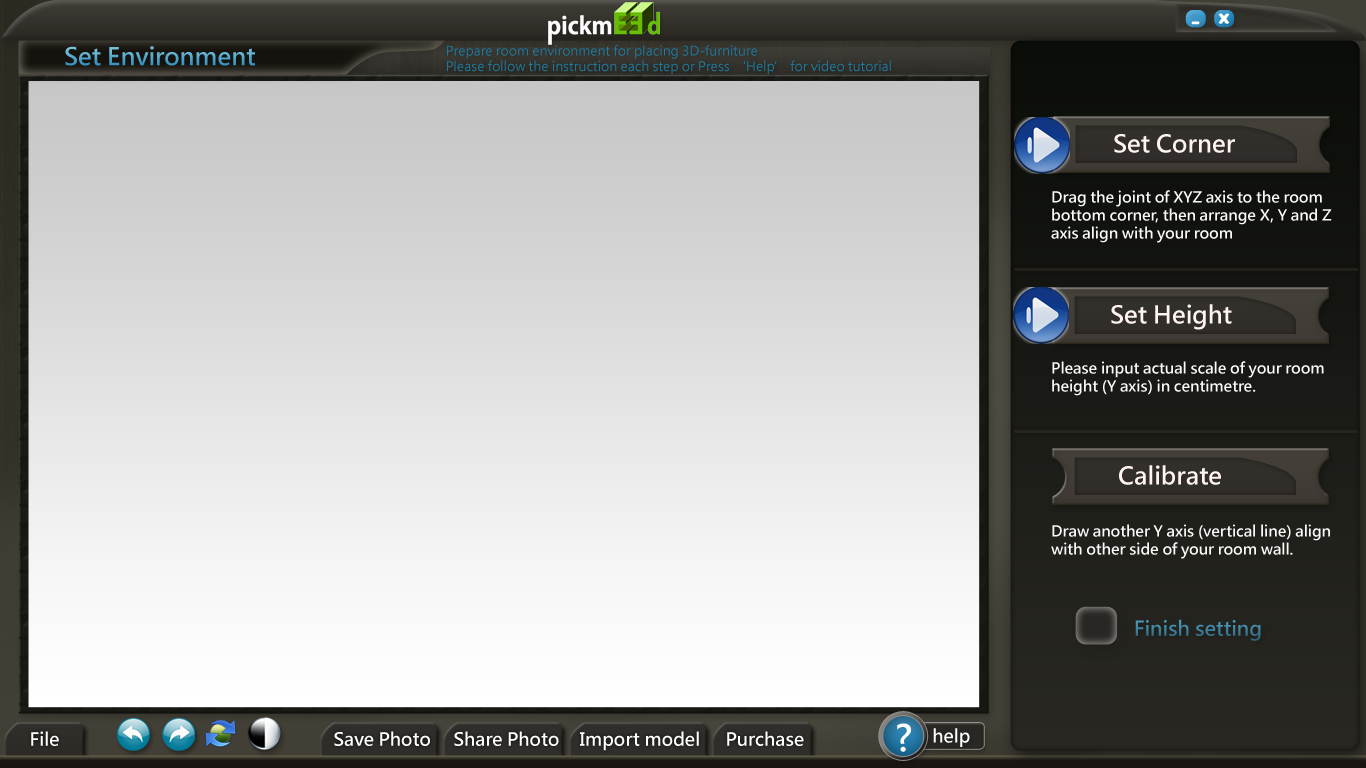 pickm33d
Set Environment
Prepare room environment for placing 3D-furniture
Please follow the instruction each step or Press 'Help' for video tutorial
Set Corner
Drag the joint of XYZ axis to the room
bottom corner, then arrange X, Y and Z
axis align with your room
Set Height
Please input actual scale of your room
height (Y axis) in centimetre.
Calibrate
Draw another Y axis (vertical line) align
with other side of your room wall.
Finish setting
File
Save Photo
Share Photo
Import model
Purchase
? help